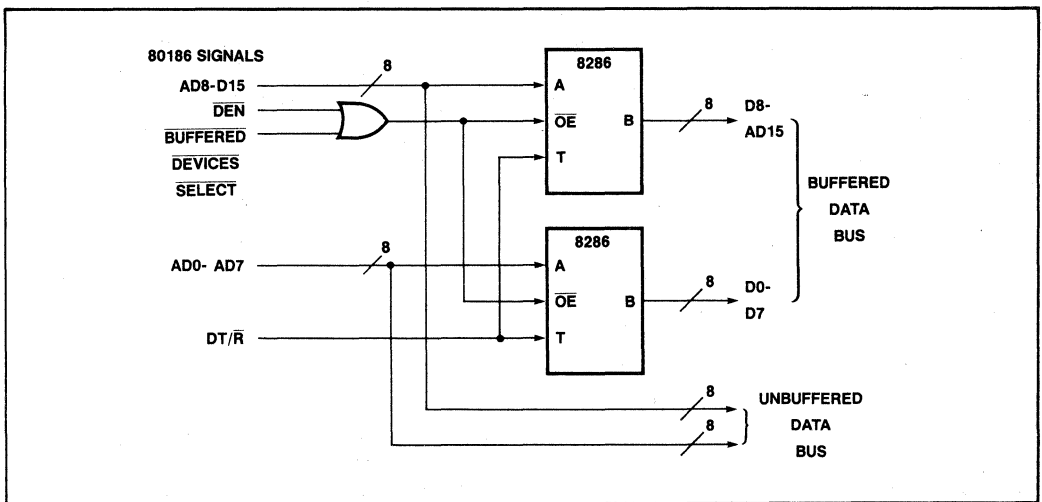 80186 SIGNALS
AD8-D15
8
DEN
BUFFERED
DEVICES
SELECT
AD0- AD7
8
DT/R
8286
A
OE
T
B
8
D8-
AD15
8286
A
OE
T
B
8
D0-
D7
BUFFERED
DATA
BUS
8
8
UNBUFFERED
DATA
BUS